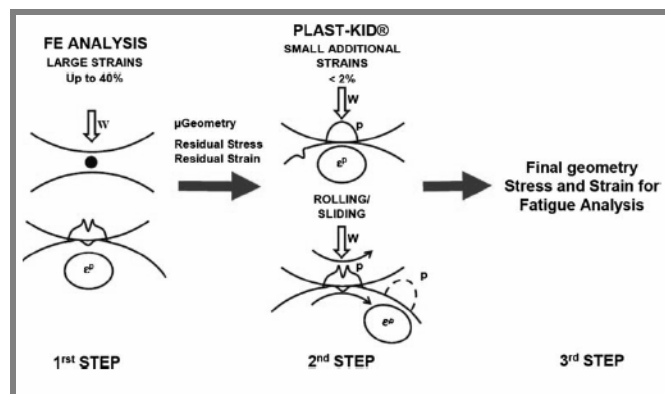 FE ANALYSIS
LARGE STRAINS
Up to 40%
W
εᵖ
1ʳˢᵗ STEP
µGeometry
Residual Stress
Residual Strain
PLAST-KID®
SMALL ADDITIONAL
STRAINS
< 2%
W
p
εᵖ
ROLLING/
SLIDING
W
p
p
εᵖ
2ⁿᵈ STEP
Final geometry
Stress and Strain for
Fatigue Analysis
3ʳᵈ STEP